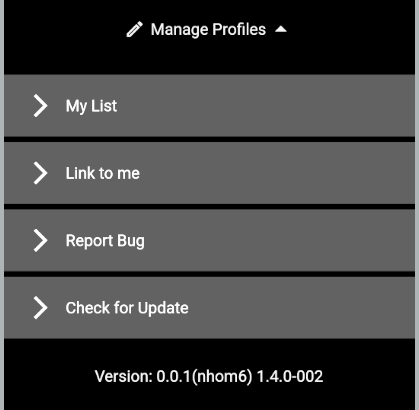 Manage Profiles
My List
Link to me
Report Bug
Check for Update
Version: 0.0.1(nhom6) 1.4.0-002